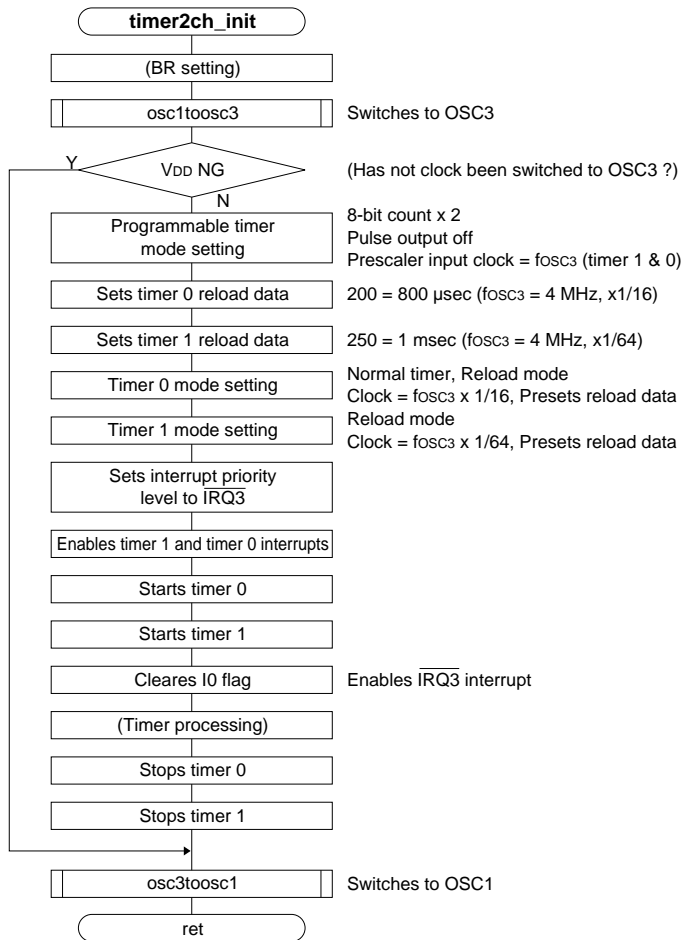 timer2ch_init
(BR setting)
osc1toosc3
Switches to OSC3
Y
VDD NG
(Has not clock been switched to OSC3 ?)
N
Programmable timer
mode setting
8-bit count x 2
Pulse output off
Prescaler input clock = fOSC3 (timer 1 & 0)
Sets timer 0 reload data
200 = 800 µsec (fOSC3 = 4 MHz, x1/16)
Sets timer 1 reload data
250 = 1 msec (fOSC3 = 4 MHz, x1/64)
Timer 0 mode setting
Normal timer, Reload mode
Clock = fOSC3 x 1/16, Presets reload data
Timer 1 mode setting
Reload mode
Clock = fOSC3 x 1/64, Presets reload data
Sets interrupt priority
level to IRQ3
Enables timer 1 and timer 0 interrupts
Starts timer 0
Starts timer 1
Cleares I0 flag
Enables IRQ3 interrupt
(Timer processing)
Stops timer 0
Stops timer 1
osc3toosc1
Switches to OSC1
ret